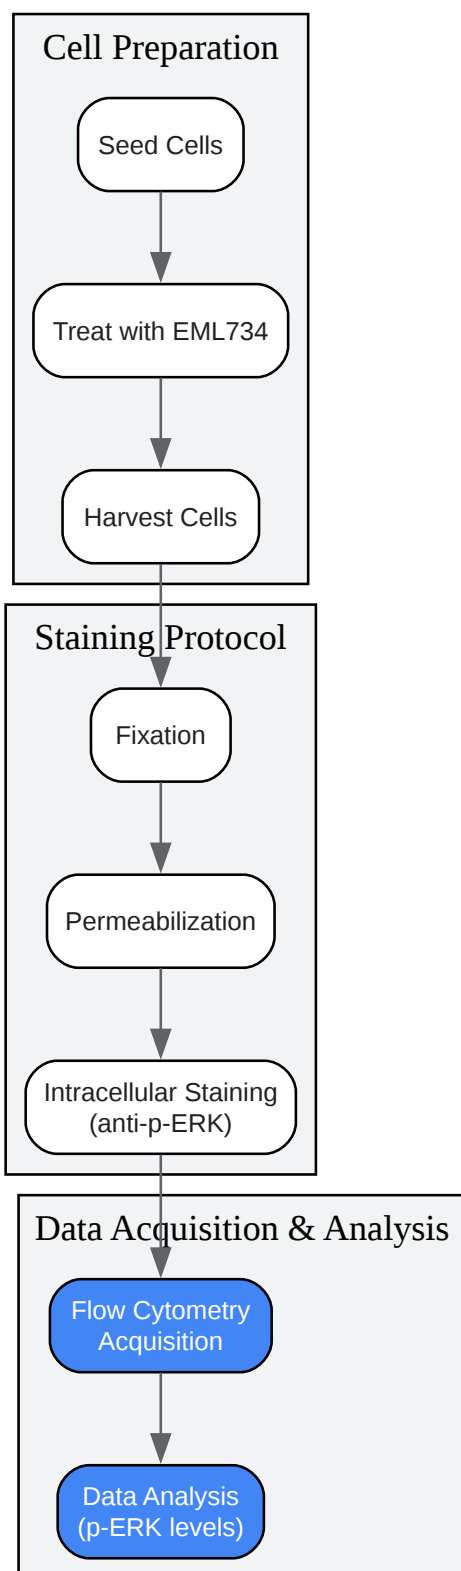 Cell Preparation
Seed Cells
Treat with EML734
Harvest Cells
Staining Protocol
Fixation
Permeabilization
Intracellular Staining
(anti-p-ERK)
Data Acquisition & Analysis
Flow Cytometry
Acquisition
Data Analysis
(p-ERK levels)